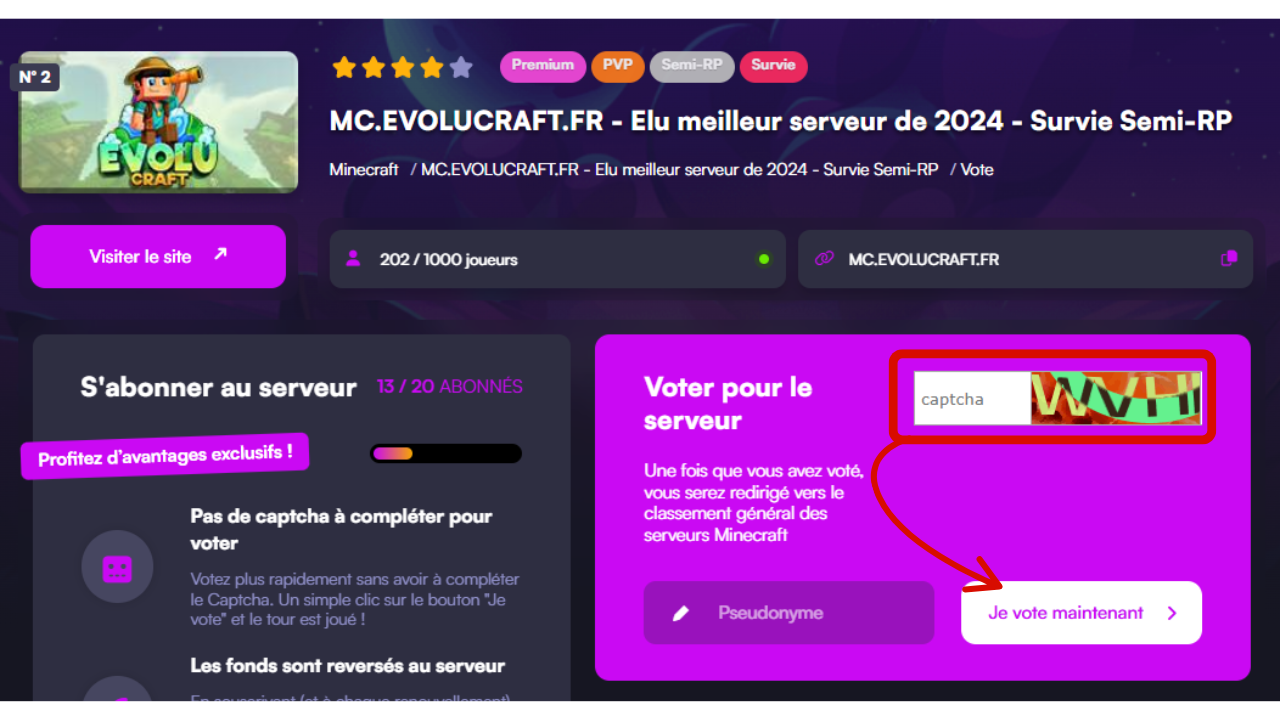 N° 2
EVOLU
CRAFT
Premium
PVP
Semi-RP
Survie
MC.EVOLUCRAFT.FR - Elu meilleur serveur de 2024 - Survie Semi-RP
Minecraft / MC.EVOLUCRAFT.FR - Elu meilleur serveur de 2024 - Survie Semi-RP / Vote
Visiter le site
202 / 1000 joueurs
MC.EVOLUCRAFT.FR
S'abonner au serveur 13 / 20 ABONNÉS
Profitez d'avantages exclusifs !
Pas de captcha à compléter pour
voter
Votez plus rapidement sans avoir à compléter
le Captcha. Un simple clic sur le bouton "Je
vote" et le tour est joué !
Les fonds sont reversés au serveur
Voter pour le
serveur
captcha
Une fois que vous avez voté,
vous serez redirigé vers le
classement général des
serveurs Minecraft
Pseudonyme
Je vote maintenant